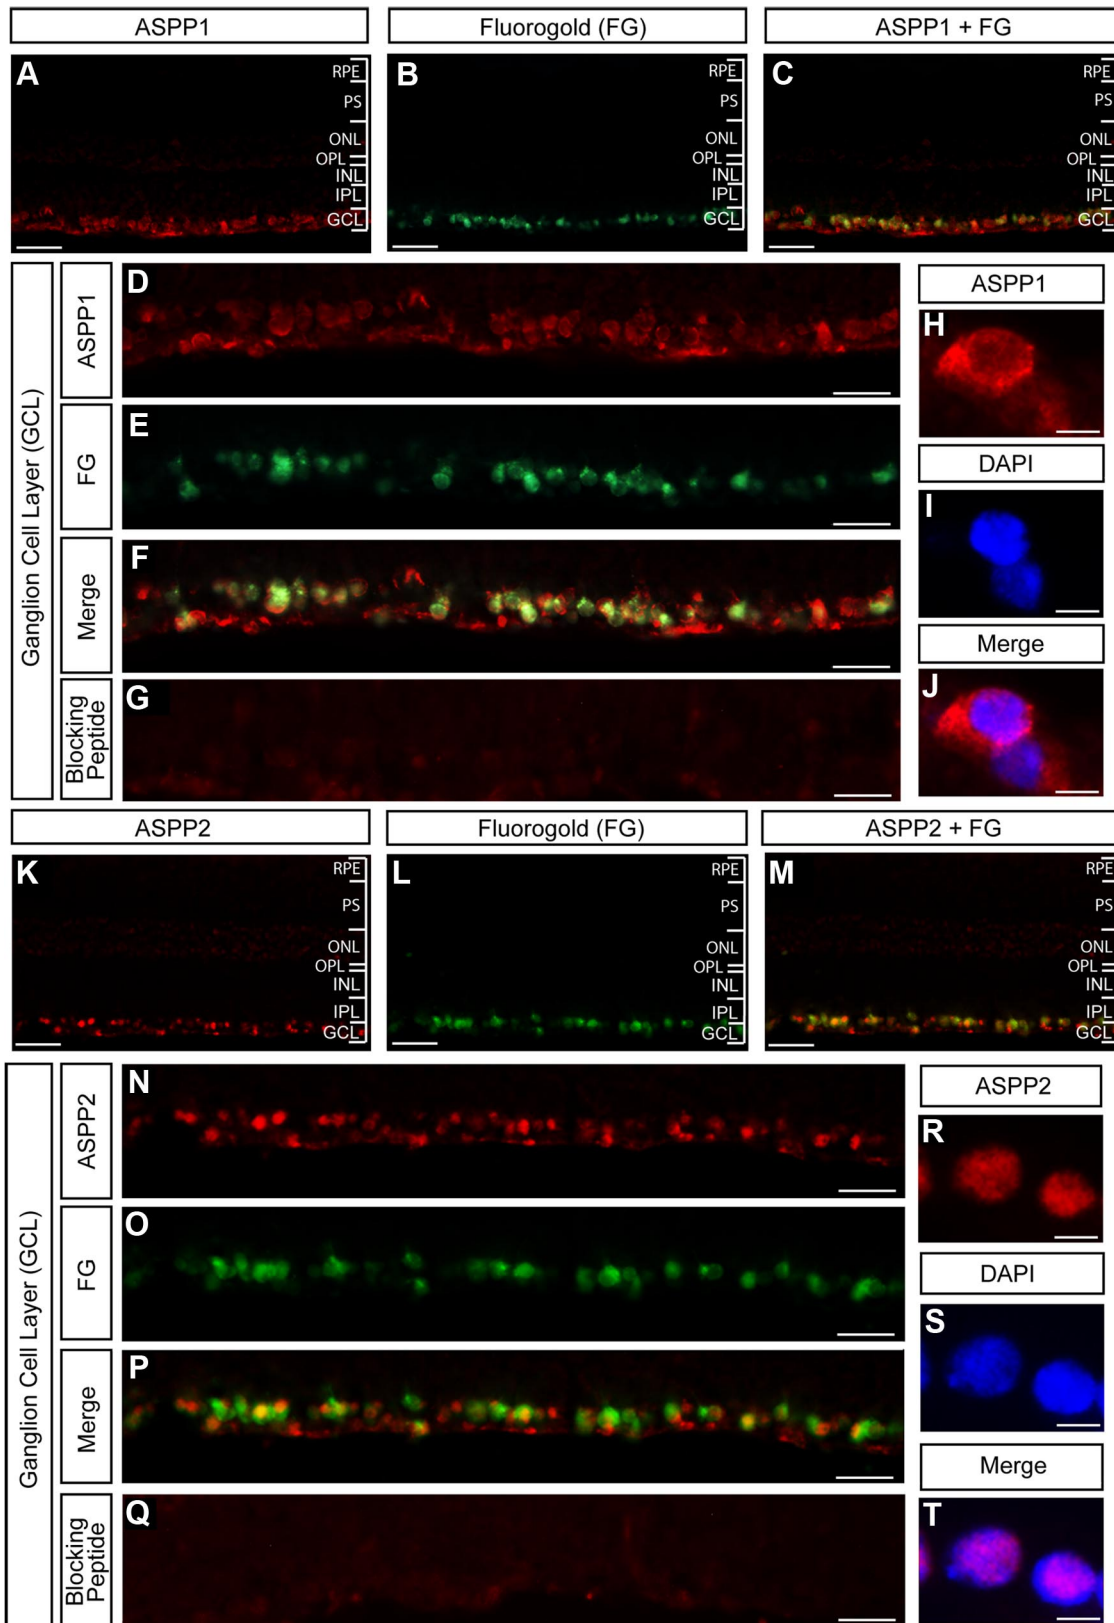 ASPP1
Fluorogold (FG)
ASPP1 + FG
A
RPE
PS
ONL
OPL
INL
IPL
GCL
B
RPE
PS
ONL
OPL
INL
IPL
GCL
C
RPE
PS
ONL
OPL
INL
IPL
GCL
Ganglion Cell Layer (GCL)
ASPP1
D
FG
E
Merge
F
Blocking
Peptide
G
ASPP1
H
DAPI
I
Merge
J
ASPP2
Fluorogold (FG)
ASPP2 + FG
K
RPE
PS
ONL
OPL
INL
IPL
GCL
L
RPE
PS
ONL
OPL
INL
IPL
GCL
M
RPE
PS
ONL
OPL
INL
IPL
GCL
Ganglion Cell Layer (GCL)
ASPP2
N
FG
O
Merge
P
Blocking
Peptide
Q
ASPP2
R
DAPI
S
Merge
T